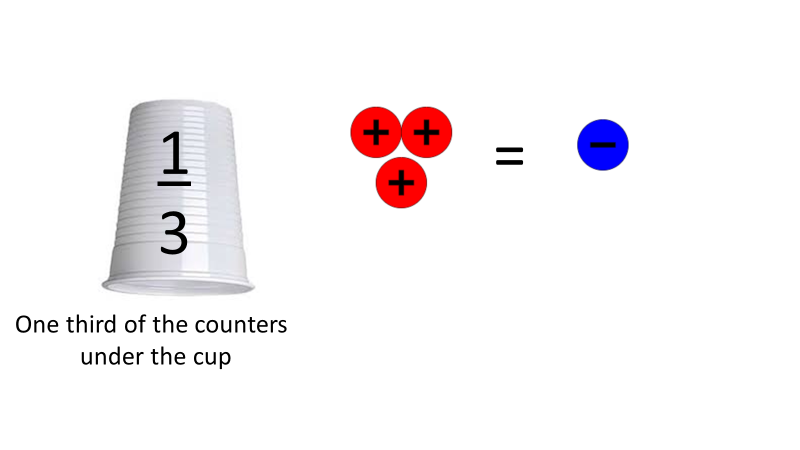 1
3
+ +
+
= −
One third of the counters
under the cup